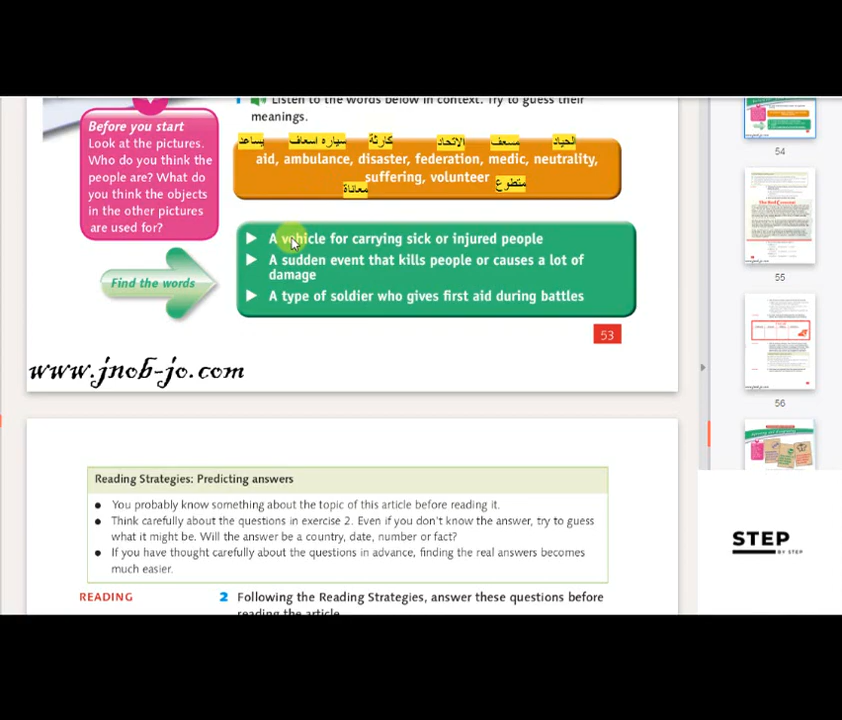 1 Listen to the words below in context. Try to guess their
meanings.
Before you start
Look at the pictures.
Who do you think the
people are? What do
you think the objects
in the other pictures
are used for?
يساعد سياره اسعاف كارثة الاتحاد مسعف الحياد
aid, ambulance, disaster, federation, medic, neutrality,
suffering, volunteer
معاناة متطوع
Find the words
A vehicle for carrying sick or injured people
A sudden event that kills people or causes a lot of
damage
A type of soldier who gives first aid during battles
53
www.jnob-jo.com
Reading Strategies: Predicting answers
You probably know something about the topic of this article before reading it.
Think carefully about the questions in exercise 2. Even if you don't know the answer, try to guess
what it might be. Will the answer be a country, date, number or fact?
If you have thought carefully about the questions in advance, finding the real answers becomes
much easier.
READING
2 Following the Reading Strategies, answer these questions before
reading the article.
54
55
56
STEP
BY STEP